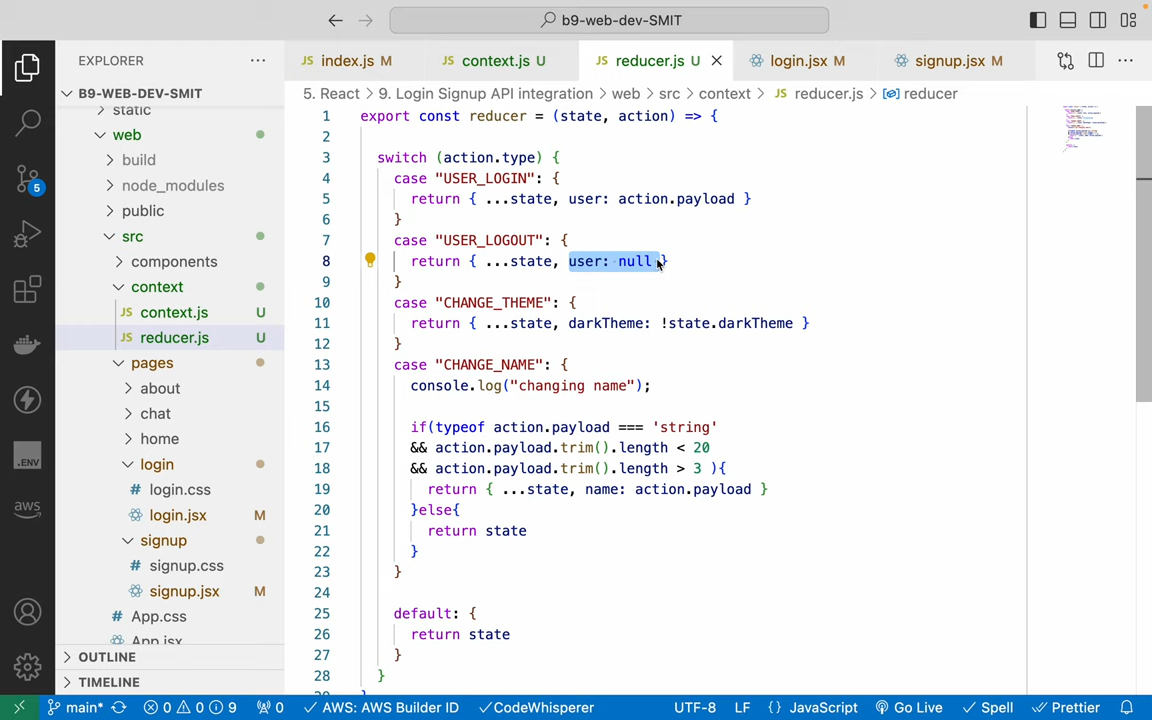 b9-web-dev-SMIT
EXPLORER
JS index.js M
JS context.js U
JS reducer.js U
login.jsx M
signup.jsx M
B9-WEB-DEV-SMIT
5. React > 9. Login Signup API integration > web > src > context > JS reducer.js > reducer
static
web
build
node_modules
public
src
components
context
JS context.js U
JS reducer.js U
pages
about
chat
home
login
# login.css
login.jsx M
signup
# signup.css
signup.jsx M
# App.css
App.jsx
OUTLINE
TIMELINE
5
.ENV
aws
1 export const reducer = (state, action) => {
2
3 switch (action.type) {
4 case "USER_LOGIN": {
5 return { ...state, user: action.payload }
6 }
7 case "USER_LOGOUT": {
8 return { ...state, user: null }
9 }
10 case "CHANGE_THEME": {
11 return { ...state, darkTheme: !state.darkTheme }
12 }
13 case "CHANGE_NAME": {
14 console.log("changing name");
15
16 if(typeof action.payload === 'string'
17 && action.payload.trim().length < 20
18 && action.payload.trim().length > 3 ){
19 return { ...state, name: action.payload }
20 }else{
21 return state
22 }
23 }
24
25 default: {
26 return state
27 }
28 }
main* 0 0 9 0 AWS: AWS Builder ID CodeWhisperer UTF-8 LF {} JavaScript Go Live Spell Prettier